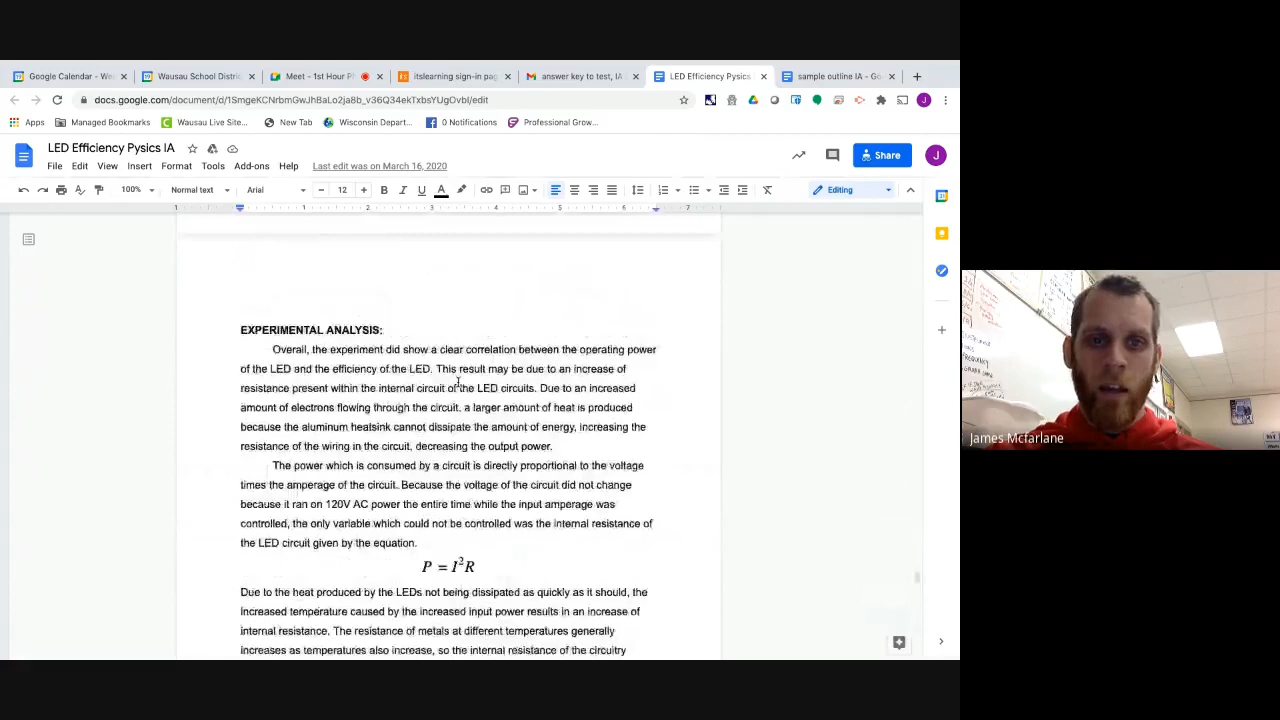 Google Calendar - We
Wausau School Distric
Meet - 1st Hour Ph
itslearning sign-in pag
answer key to test, IA
LED Efficiency Pysics
sample outline IA - Go
docs.google.com/document/d/1SmgeKCNrbmGwJhBaLo2ja8b_v36Q34ekTxbsYUgOvbI/edit
Apps
Managed Bookmarks
Wausau Live Site...
New Tab
Wisconsin Depart...
0 Notifications
Professional Grow...
LED Efficiency Pysics IA
File Edit View Insert Format Tools Add-ons Help Last edit was on March 16, 2020
Share
J
100% Normal text Arial 12 Editing
1 1 2 3 4 5 6 7
EXPERIMENTAL ANALYSIS:
Overall, the experiment did show a clear correlation between the operating power
of the LED and the efficiency of the LED. This result may be due to an increase of
resistance present within the internal circuit of the LED circuits. Due to an increased
amount of electrons flowing through the circuit, a larger amount of heat is produced
because the aluminum heatsink cannot dissipate the amount of energy, increasing the
resistance of the wiring in the circuit, decreasing the output power.
The power which is consumed by a circuit is directly proportional to the voltage
times the amperage of the circuit. Because the voltage of the circuit did not change
because it ran on 120V AC power the entire time while the input amperage was
controlled, the only variable which could not be controlled was the internal resistance of
the LED circuit given by the equation.
P = I²R
Due to the heat produced by the LEDs not being dissipated as quickly as it should, the
increased temperature caused by the increased input power results in an increase of
internal resistance. The resistance of metals at different temperatures generally
increases as temperatures also increase, so the internal resistance of the circuitry
James Mcfarlane